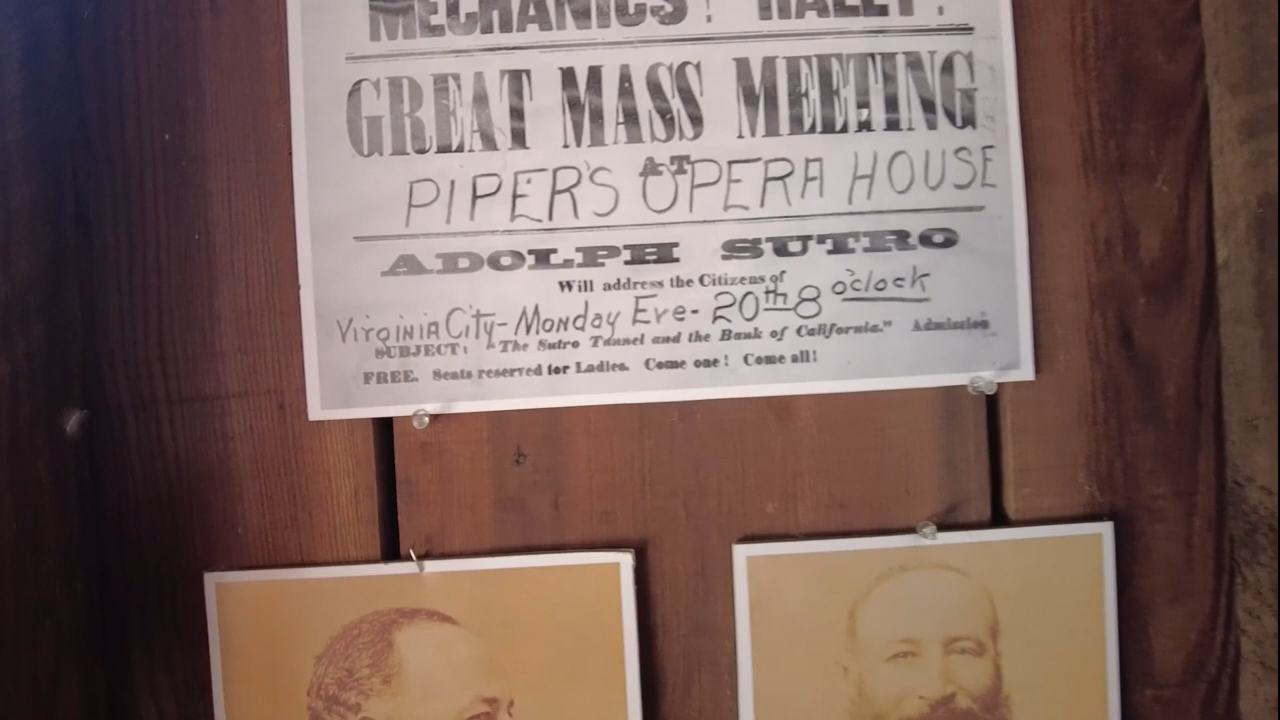 MECHANICS! RALLY!
GREAT MASS MEETING
AT
PIPER'S OPERA HOUSE
ADOLPH SUTRO
Will address the Citizens of
Virginia City - Monday Eve - 20th 8 o'clock
SUBJECT: "The Sutro Tunnel and the Bank of California." Admission
FREE. Seats reserved for Ladies. Come one! Come all!